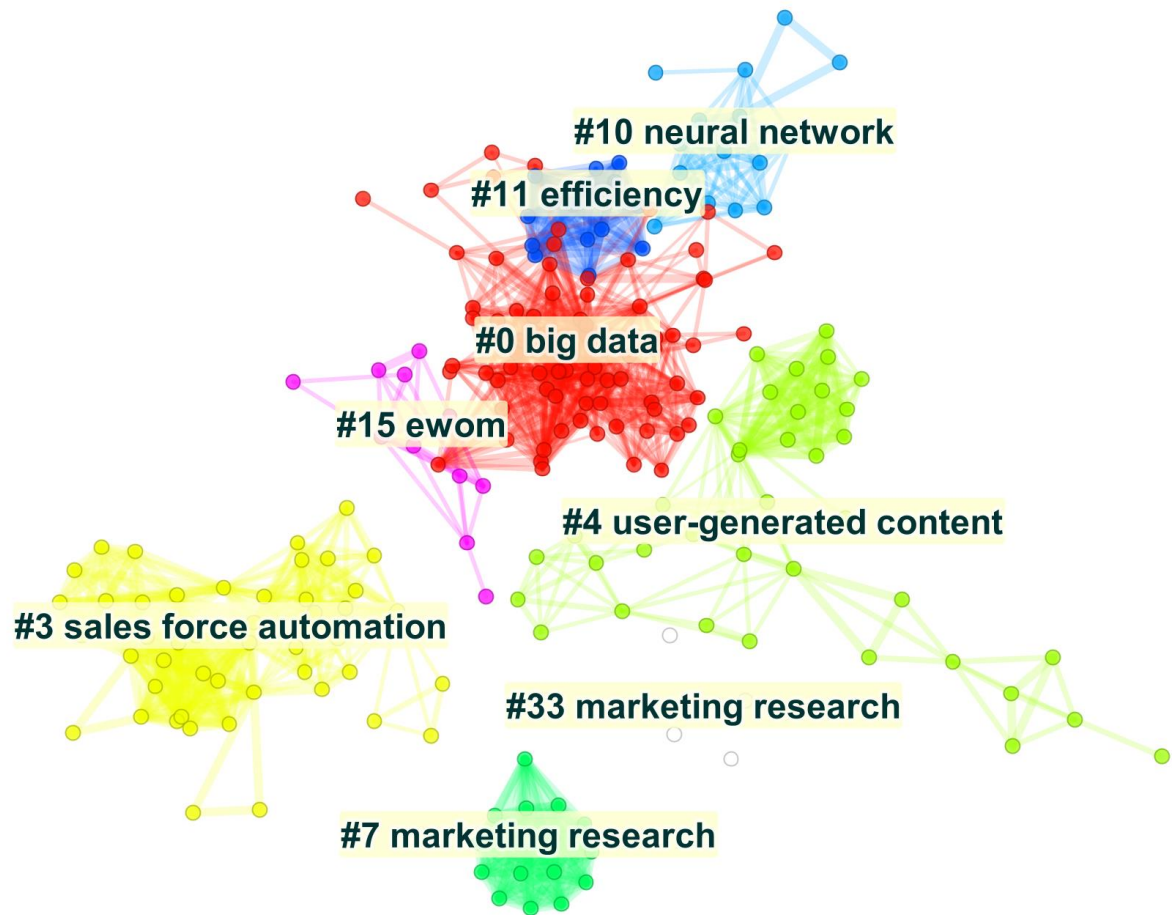 #10 neural network
#11 efficiency
#0 big data
#15 ewom
#4 user-generated content
#3 sales force automation
#33 marketing research
#7 marketing research